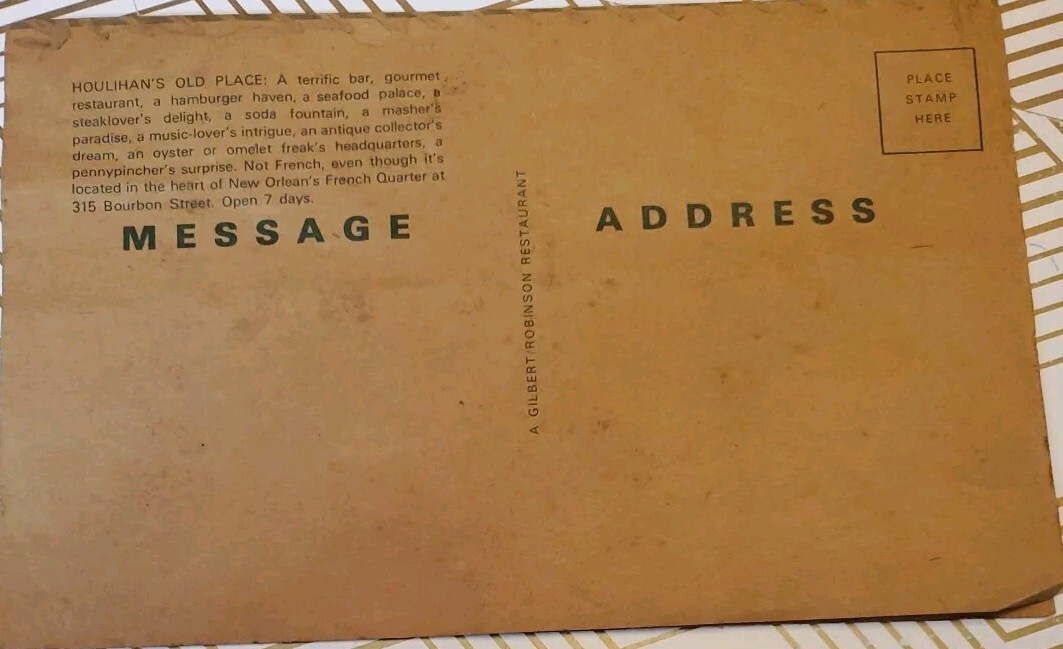 HOULIHAN'S OLD PLACE: A terrific bar, gourmet
restaurant, a hamburger haven, a seafood palace, a
steaklover's delight, a soda fountain, a masher's
paradise, a music-lover's intrigue, an antique collector's
dream, an oyster or omelet freak's headquarters, a
pennypincher's surprise. Not French, even though it's
located in the heart of New Orlean's French Quarter at
315 Bourbon Street. Open 7 days.
MESSAGE
A GILBERT/ROBINSON RESTAURANT
PLACE
STAMP
HERE
ADDRESS